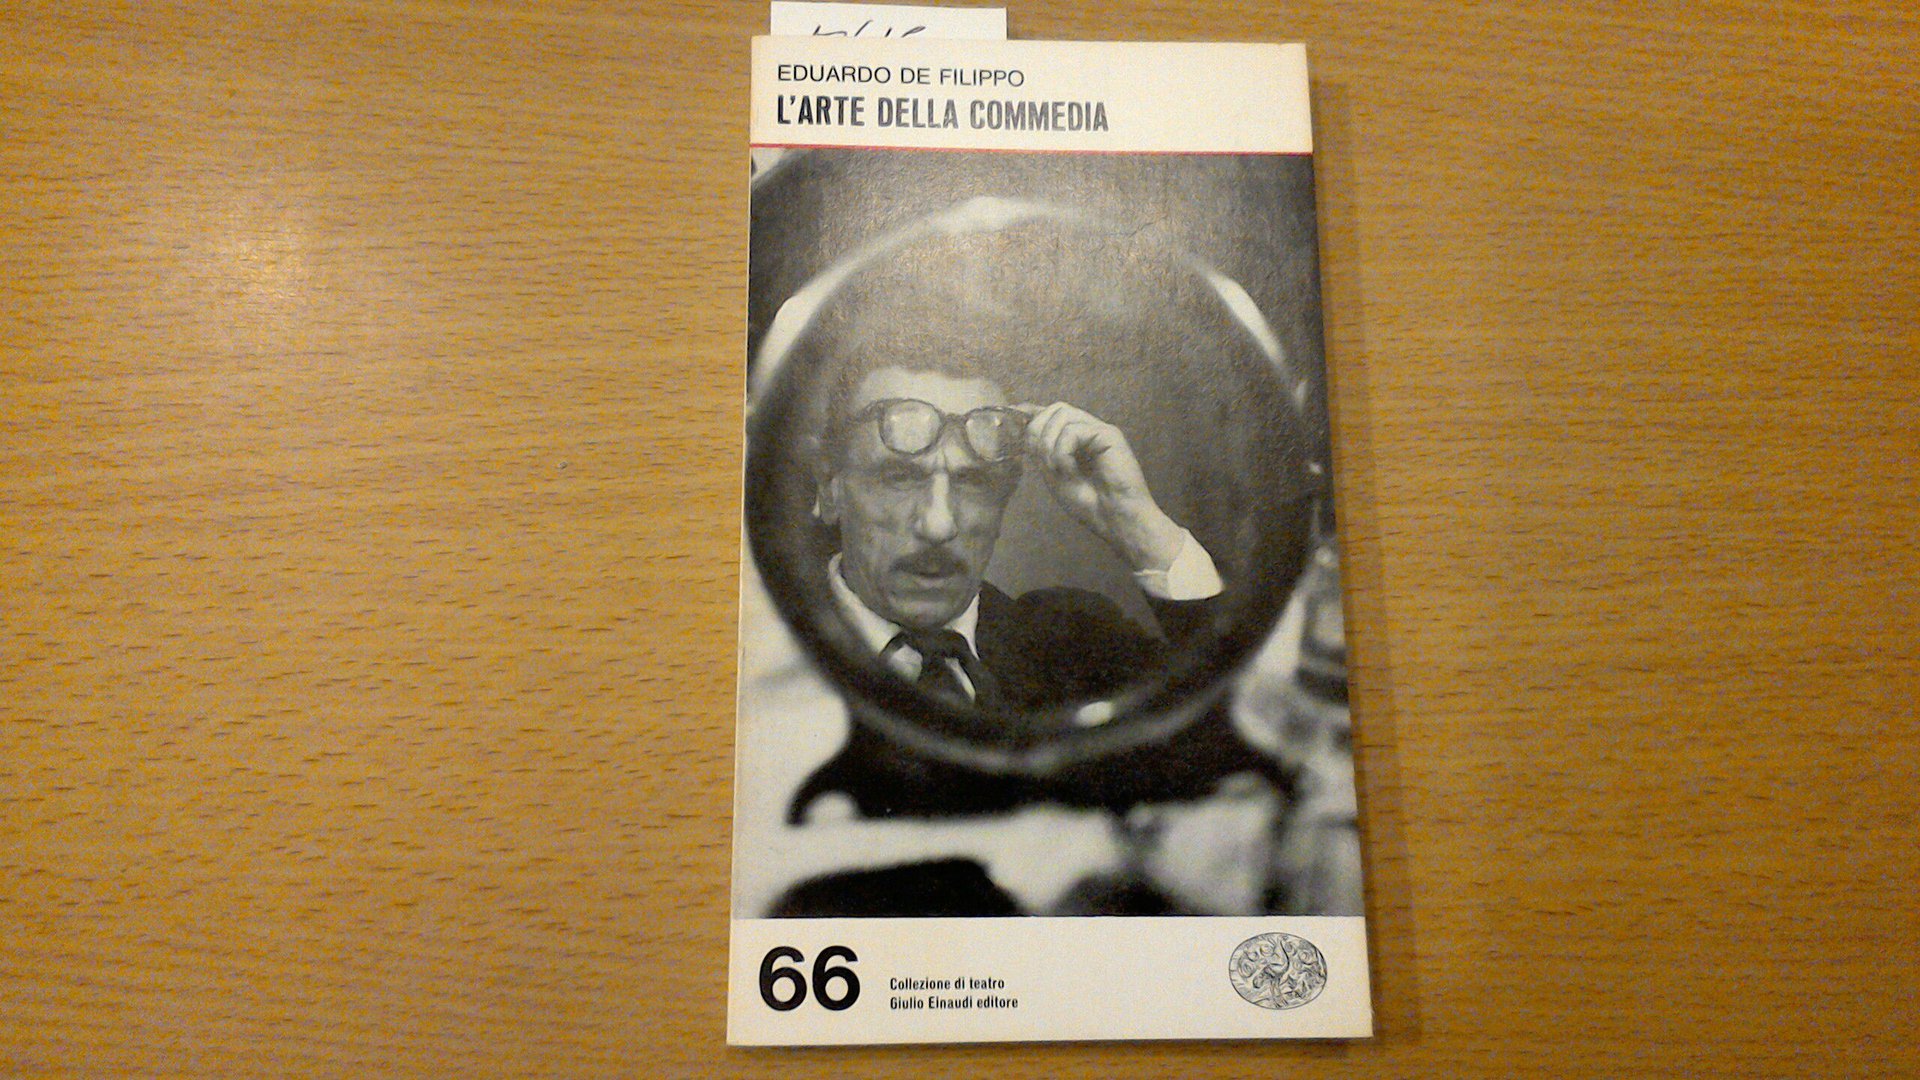 EDUARDO DE FILIPPO
L'ARTE DELLA COMMEDIA
66
Collezione di teatro
Giulio Einaudi editore